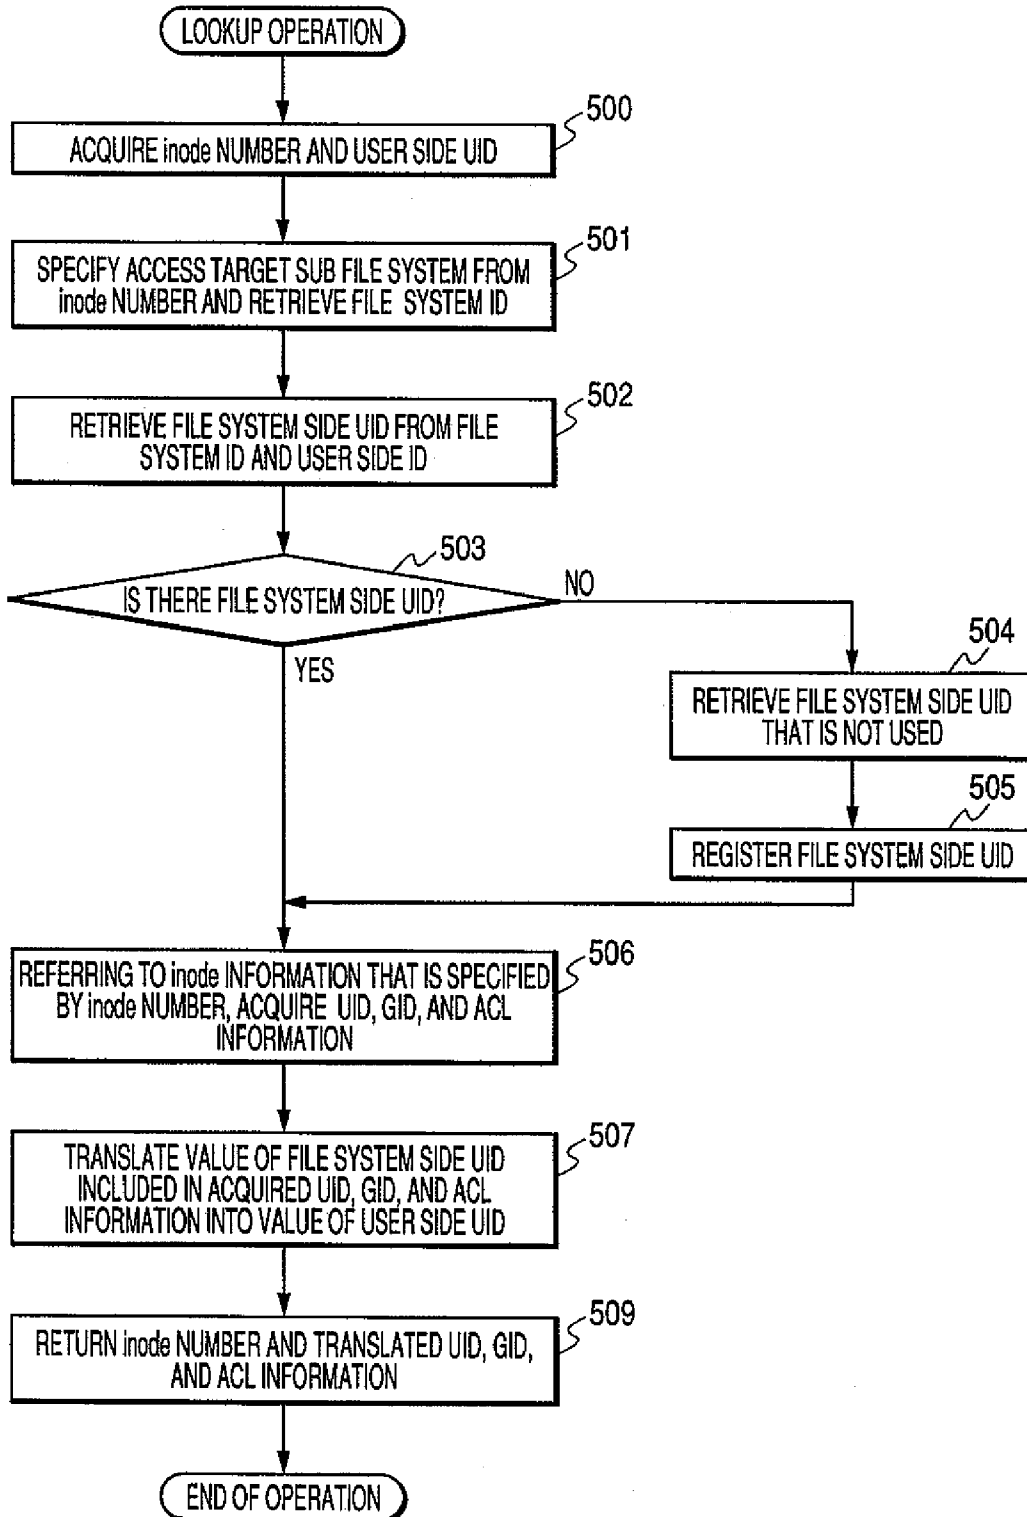 LOOKUP OPERATION
500
ACQUIRE inode NUMBER AND USER SIDE UID
501
SPECIFY ACCESS TARGET SUB FILE SYSTEM FROM
inode NUMBER AND RETRIEVE FILE SYSTEM ID
502
RETRIEVE FILE SYSTEM SIDE UID FROM FILE
SYSTEM ID AND USER SIDE ID
503
IS THERE FILE SYSTEM SIDE UID?
NO
YES
504
RETRIEVE FILE SYSTEM SIDE UID
THAT IS NOT USED
505
REGISTER FILE SYSTEM SIDE UID
506
REFERRING TO inode INFORMATION THAT IS SPECIFIED
BY inode NUMBER, ACQUIRE UID, GID, AND ACL
INFORMATION
507
TRANSLATE VALUE OF FILE SYSTEM SIDE UID
INCLUDED IN ACQUIRED UID, GID, AND ACL
INFORMATION INTO VALUE OF USER SIDE UID
509
RETURN inode NUMBER AND TRANSLATED UID, GID,
AND ACL INFORMATION
END OF OPERATION